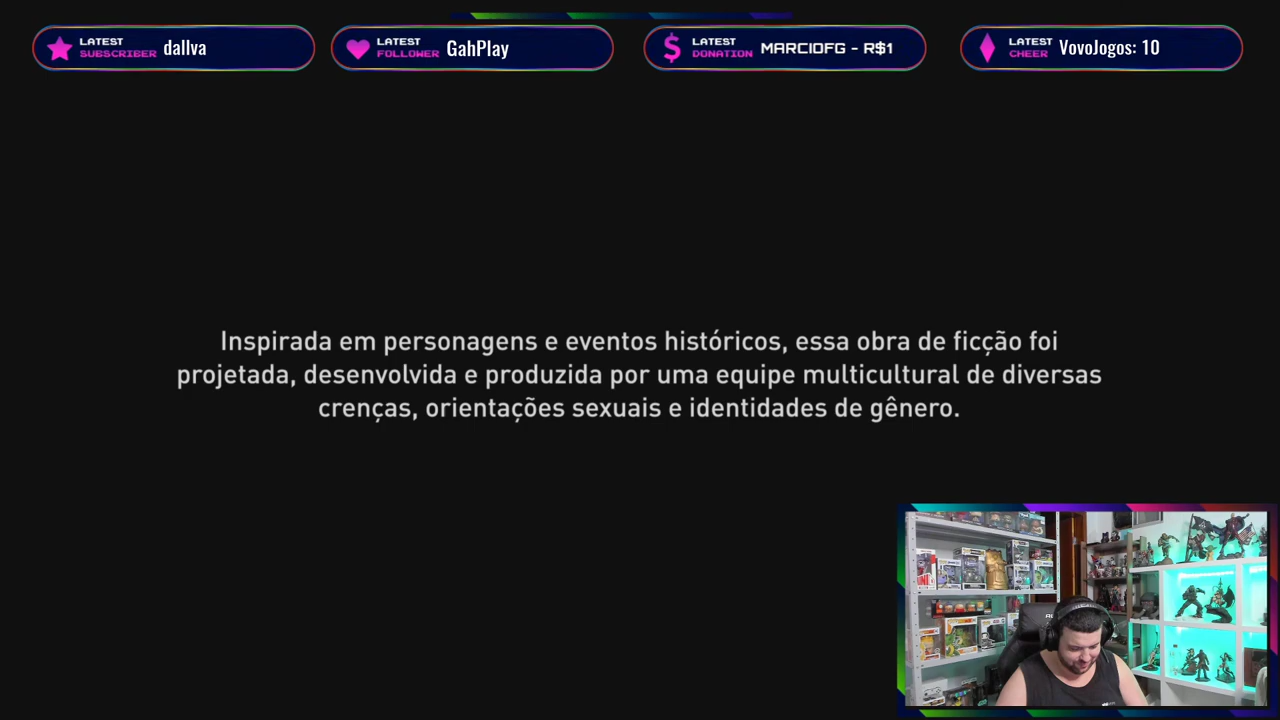 LATEST
SUBSCRIBER dallva
LATEST
FOLLOWER GahPlay
LATEST
DONATION MARCIOFG - R$1
LATEST
CHEER VovoJogos: 10
Inspirada em personagens e eventos históricos, essa obra de ficção foi
projetada, desenvolvida e produzida por uma equipe multicultural de diversas
crenças, orientações sexuais e identidades de gênero.